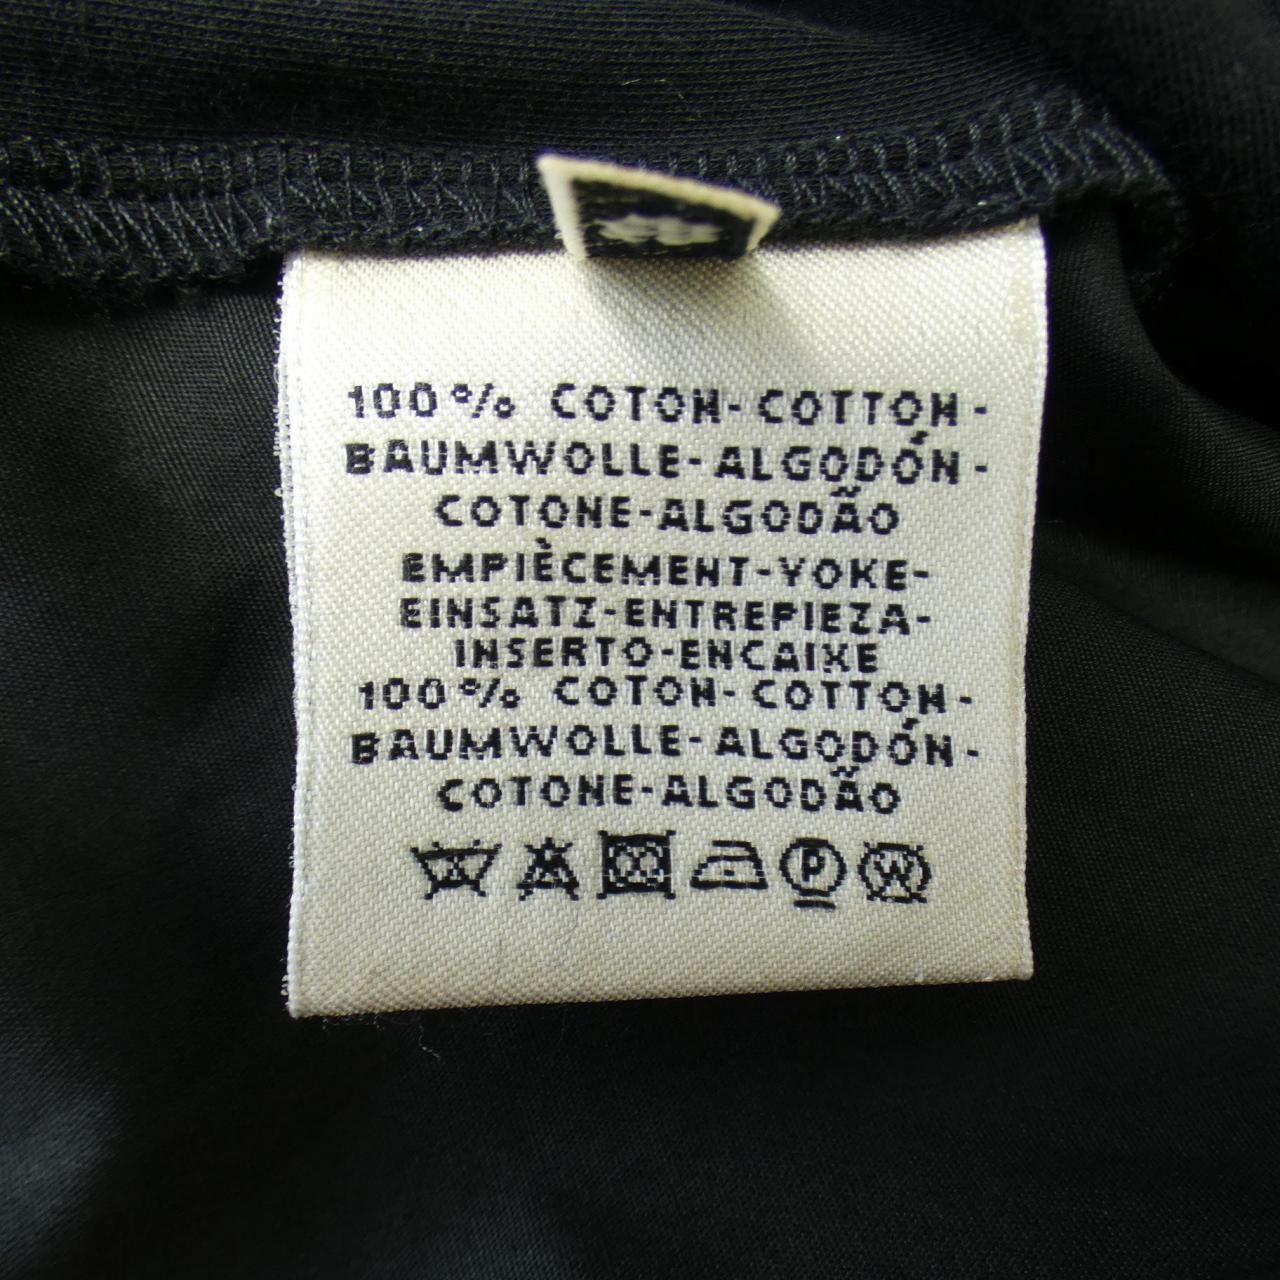 100% COTON-COTTON-
BAUMWOLLE-ALGODÓN-
COTONE-ALGODÃO
EMPIÈCEMENT-YOKE-
EINSATZ-ENTREPIEZA-
INSERTO-ENCAIXE
100% COTON-COTTON-
BAUMWOLLE-ALGODÓN-
COTONE-ALGODÃO
P W